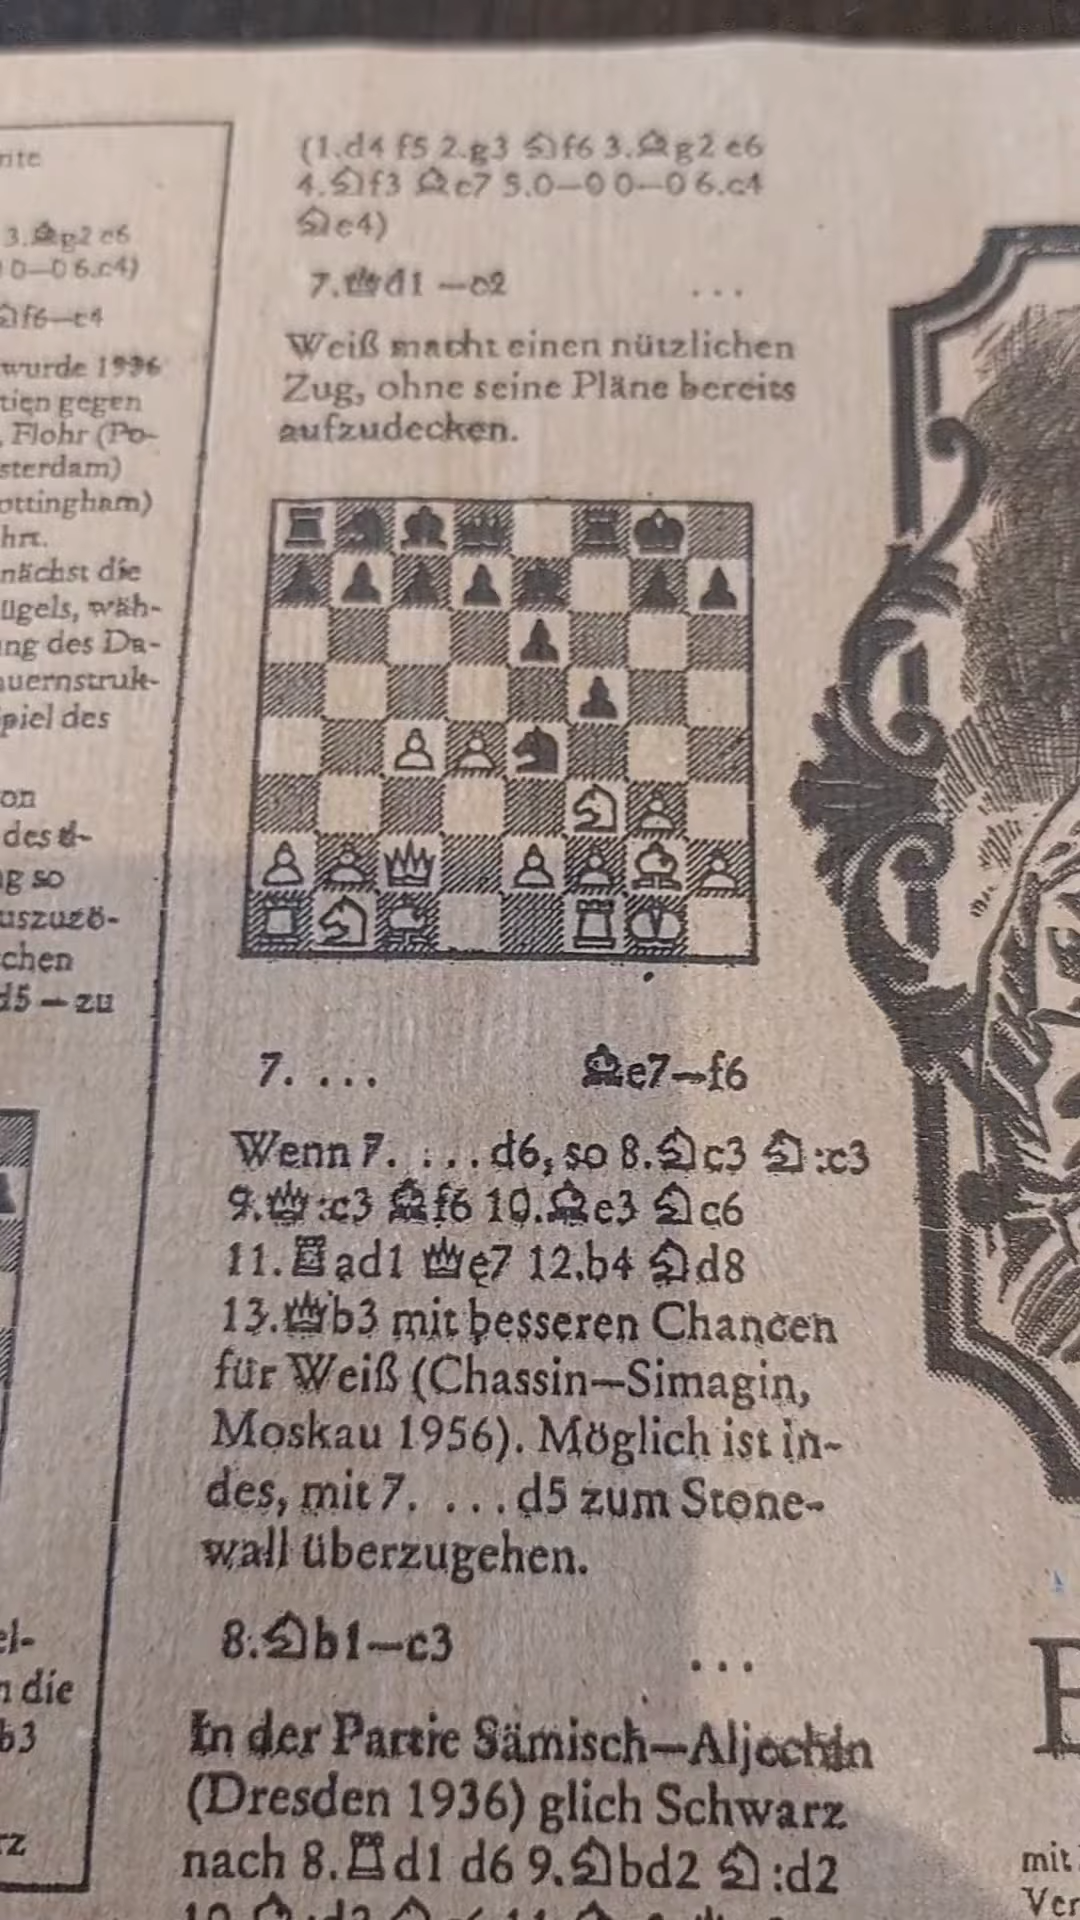 rite
3.♗g2 e6
0—0 6.c4)
♘f6—e4
wurde 1936
tien gegen
, Flohr (Po-
sterdam)
ottingham)
hrt.
nächst die
ügels, wäh-
ng des Da-
auernstruk-
piel des
on
des d-
g so
uszuzö-
chen
d5 — zu
el-
n die
b3
rz
(1.d4 f5 2.g3 ♘f6 3.♗g2 e6
4.♘f3 ♗e7 5.0—0 0—0 6.c4
♘e4)
7.♕d1—c2 ...
Weiß macht einen nützlichen
Zug, ohne seine Pläne bereits
aufzudecken.
7. ... ♗e7—f6
Wenn 7. ...d6, so 8.♘c3 ♘:c3
9.♕:c3 ♗f6 10.♗e3 ♘c6
11.♖ad1 ♕e7 12.b4 ♘d8
13.♕b3 mit besseren Chancen
für Weiß (Chassin—Simagin,
Moskau 1956). Möglich ist in-
des, mit 7. ...d5 zum Stone-
wall überzugehen.
8.♘b1—c3 ...
In der Partie Sämisch—Aljechin
(Dresden 1936) glich Schwarz
nach 8.♖d1 d6 9.♘bd2 ♘:d2
mit
Ver